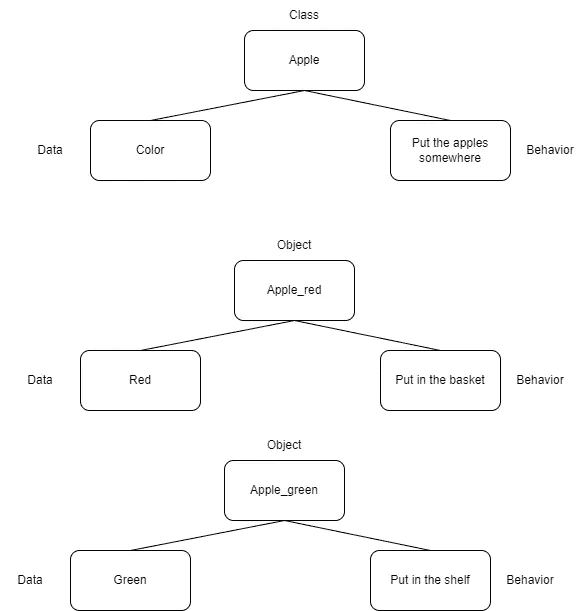 Class
Apple
Data
Color
Put the apples
somewhere
Behavior
Object
Apple_red
Data
Red
Put in the basket
Behavior
Object
Apple_green
Data
Green
Put in the shelf
Behavior